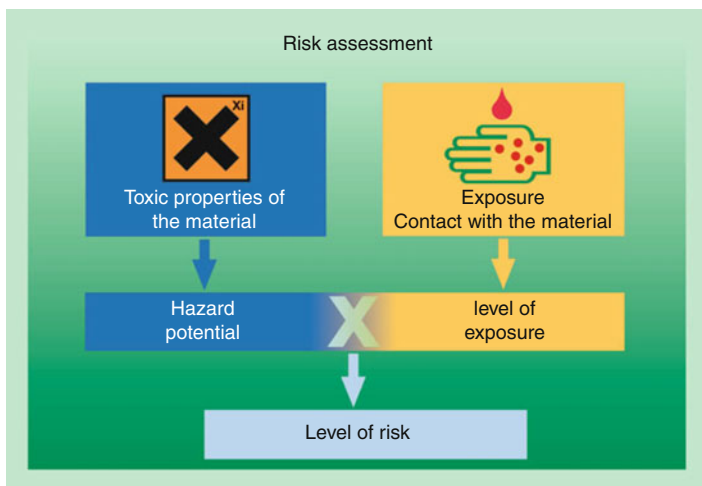 Risk assessment
Xi
Toxic properties of
the material
Exposure
Contact with the material
Hazard
potential
X
level of
exposure
Level of risk